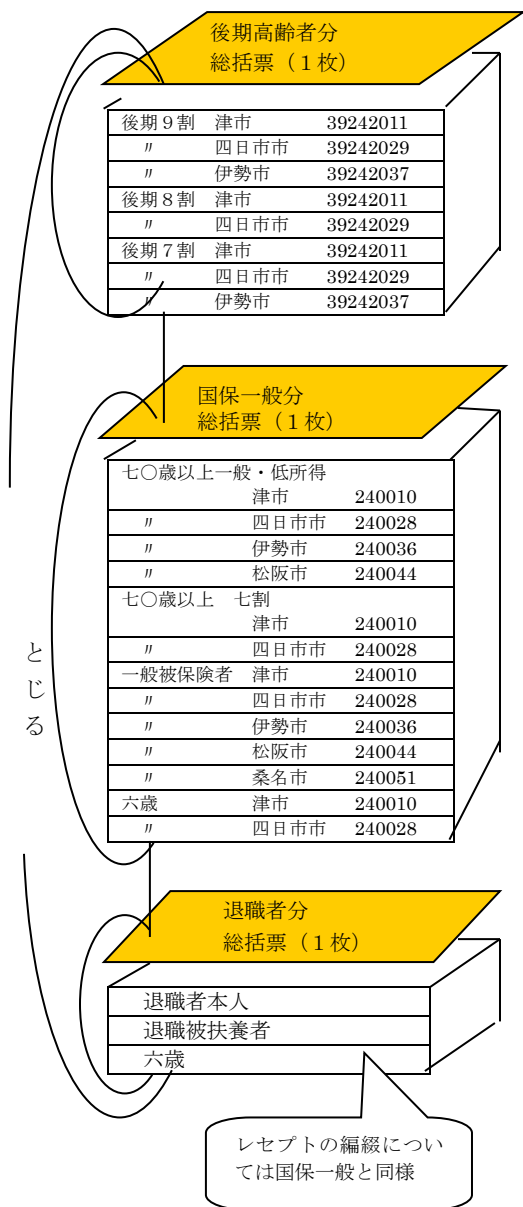 後期高齢者分
総括票（１枚）
後期９割 津市 39242011
〃 四日市市 39242029
〃 伊勢市 39242037
後期８割 津市 39242011
〃 四日市市 39242029
後期７割 津市 39242011
〃 四日市市 39242029
〃 伊勢市 39242037
国保一般分
総括票（１枚）
七〇歳以上一般・低所得
津市 240010
〃 四日市市 240028
〃 伊勢市 240036
〃 松阪市 240044
七〇歳以上 七割
津市 240010
〃 四日市市 240028
一般被保険者 津市 240010
〃 四日市市 240028
〃 伊勢市 240036
〃 松阪市 240044
〃 桑名市 240051
六歳 津市 240010
〃 四日市市 240028
とじる
退職者分
総括票（１枚）
退職者本人
退職被扶養者
六歳
レセプトの編綴につい
ては国保一般と同様